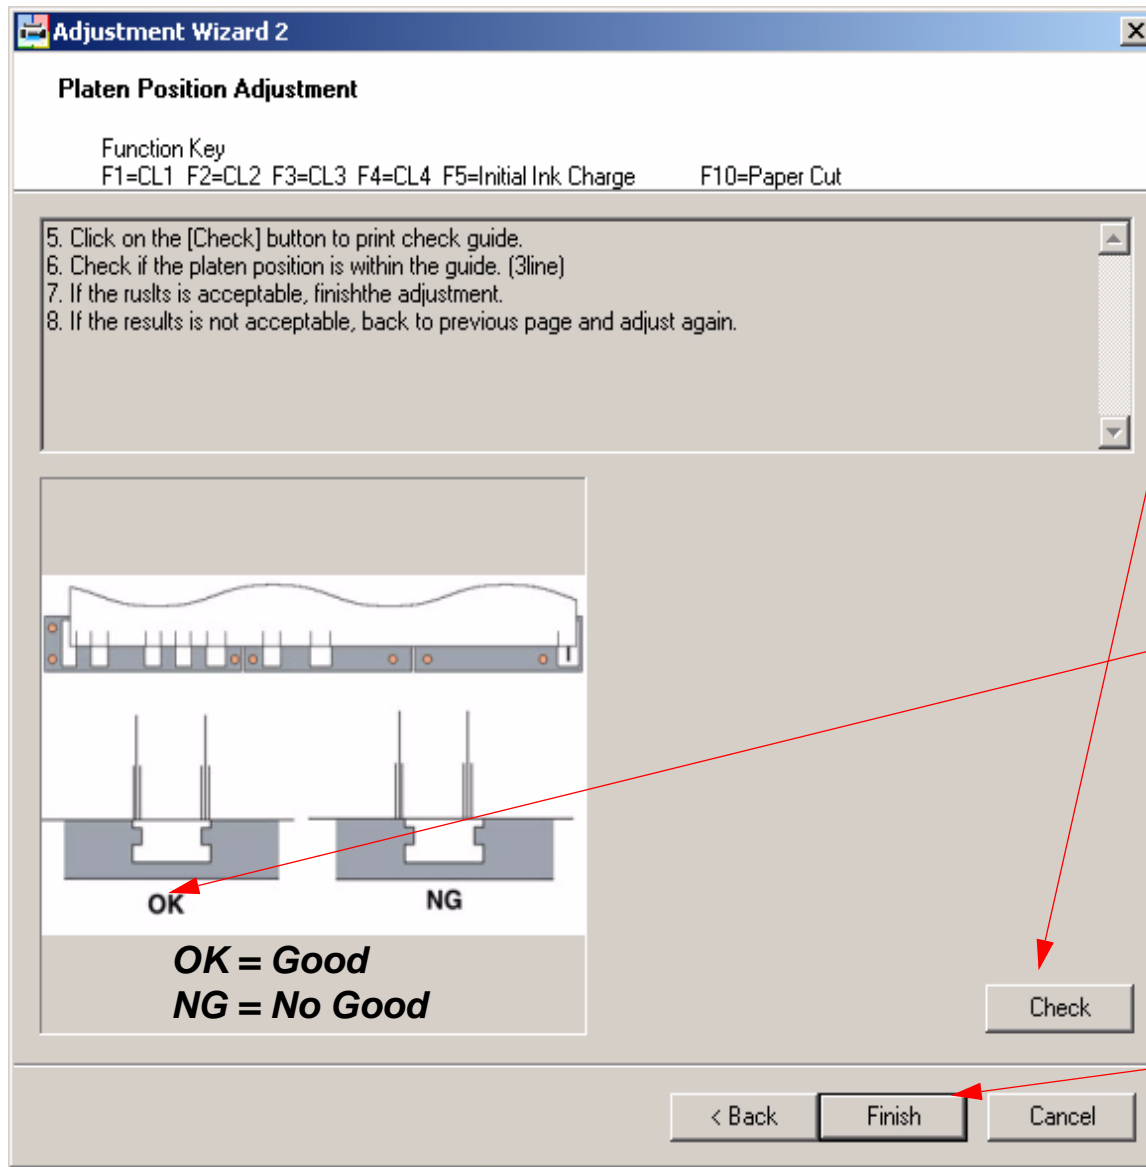 Adjustment Wizard 2
Platen Position Adjustment
Function Key
F1=CL1 F2=CL2 F3=CL3 F4=CL4 F5=Initial Ink Charge F10=Paper Cut
5. Click on the [Check] button to print check guide.
6. Check if the platen position is within the guide. (3line)
7. If the ruslts is acceptable, finishthe adjustment.
8. If the results is not acceptable, back to previous page and adjust again.
OK NG
OK = Good
NG = No Good
Check
< Back Finish Cancel